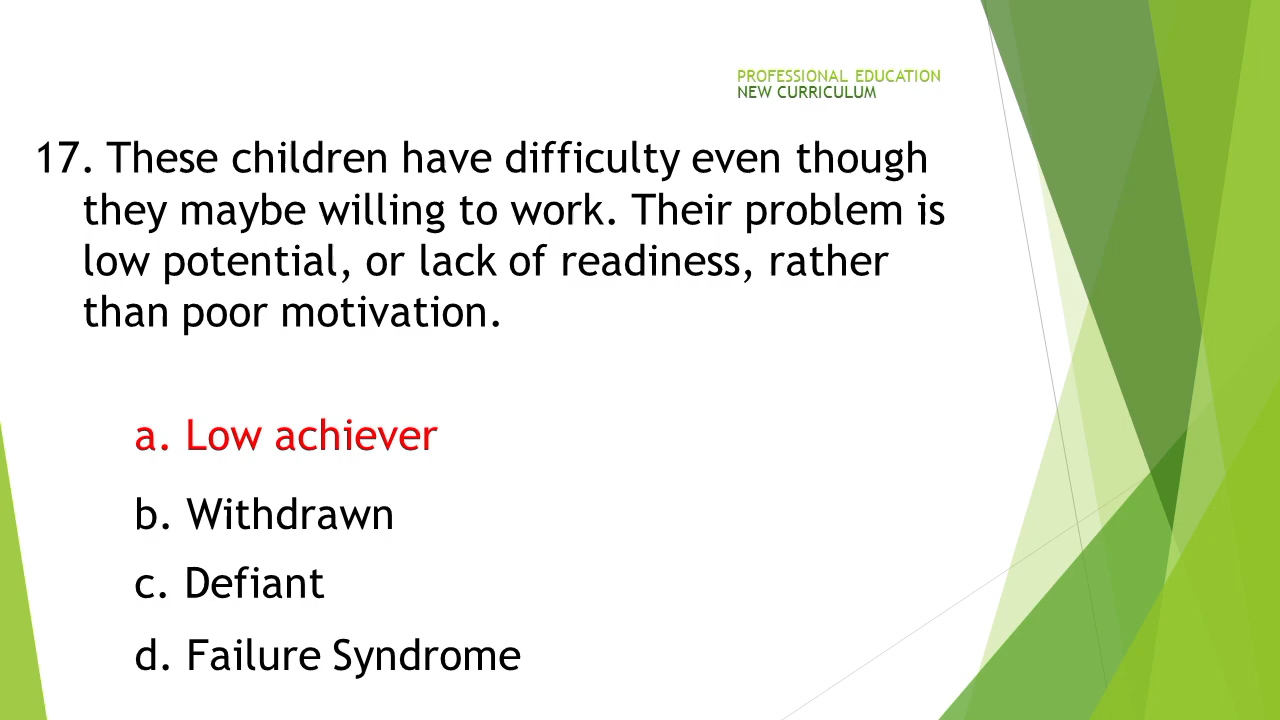 PROFESSIONAL EDUCATION
NEW CURRICULUM
17. These children have difficulty even though
they maybe willing to work. Their problem is
low potential, or lack of readiness, rather
than poor motivation.
a. Low achiever
b. Withdrawn
c. Defiant
d. Failure Syndrome